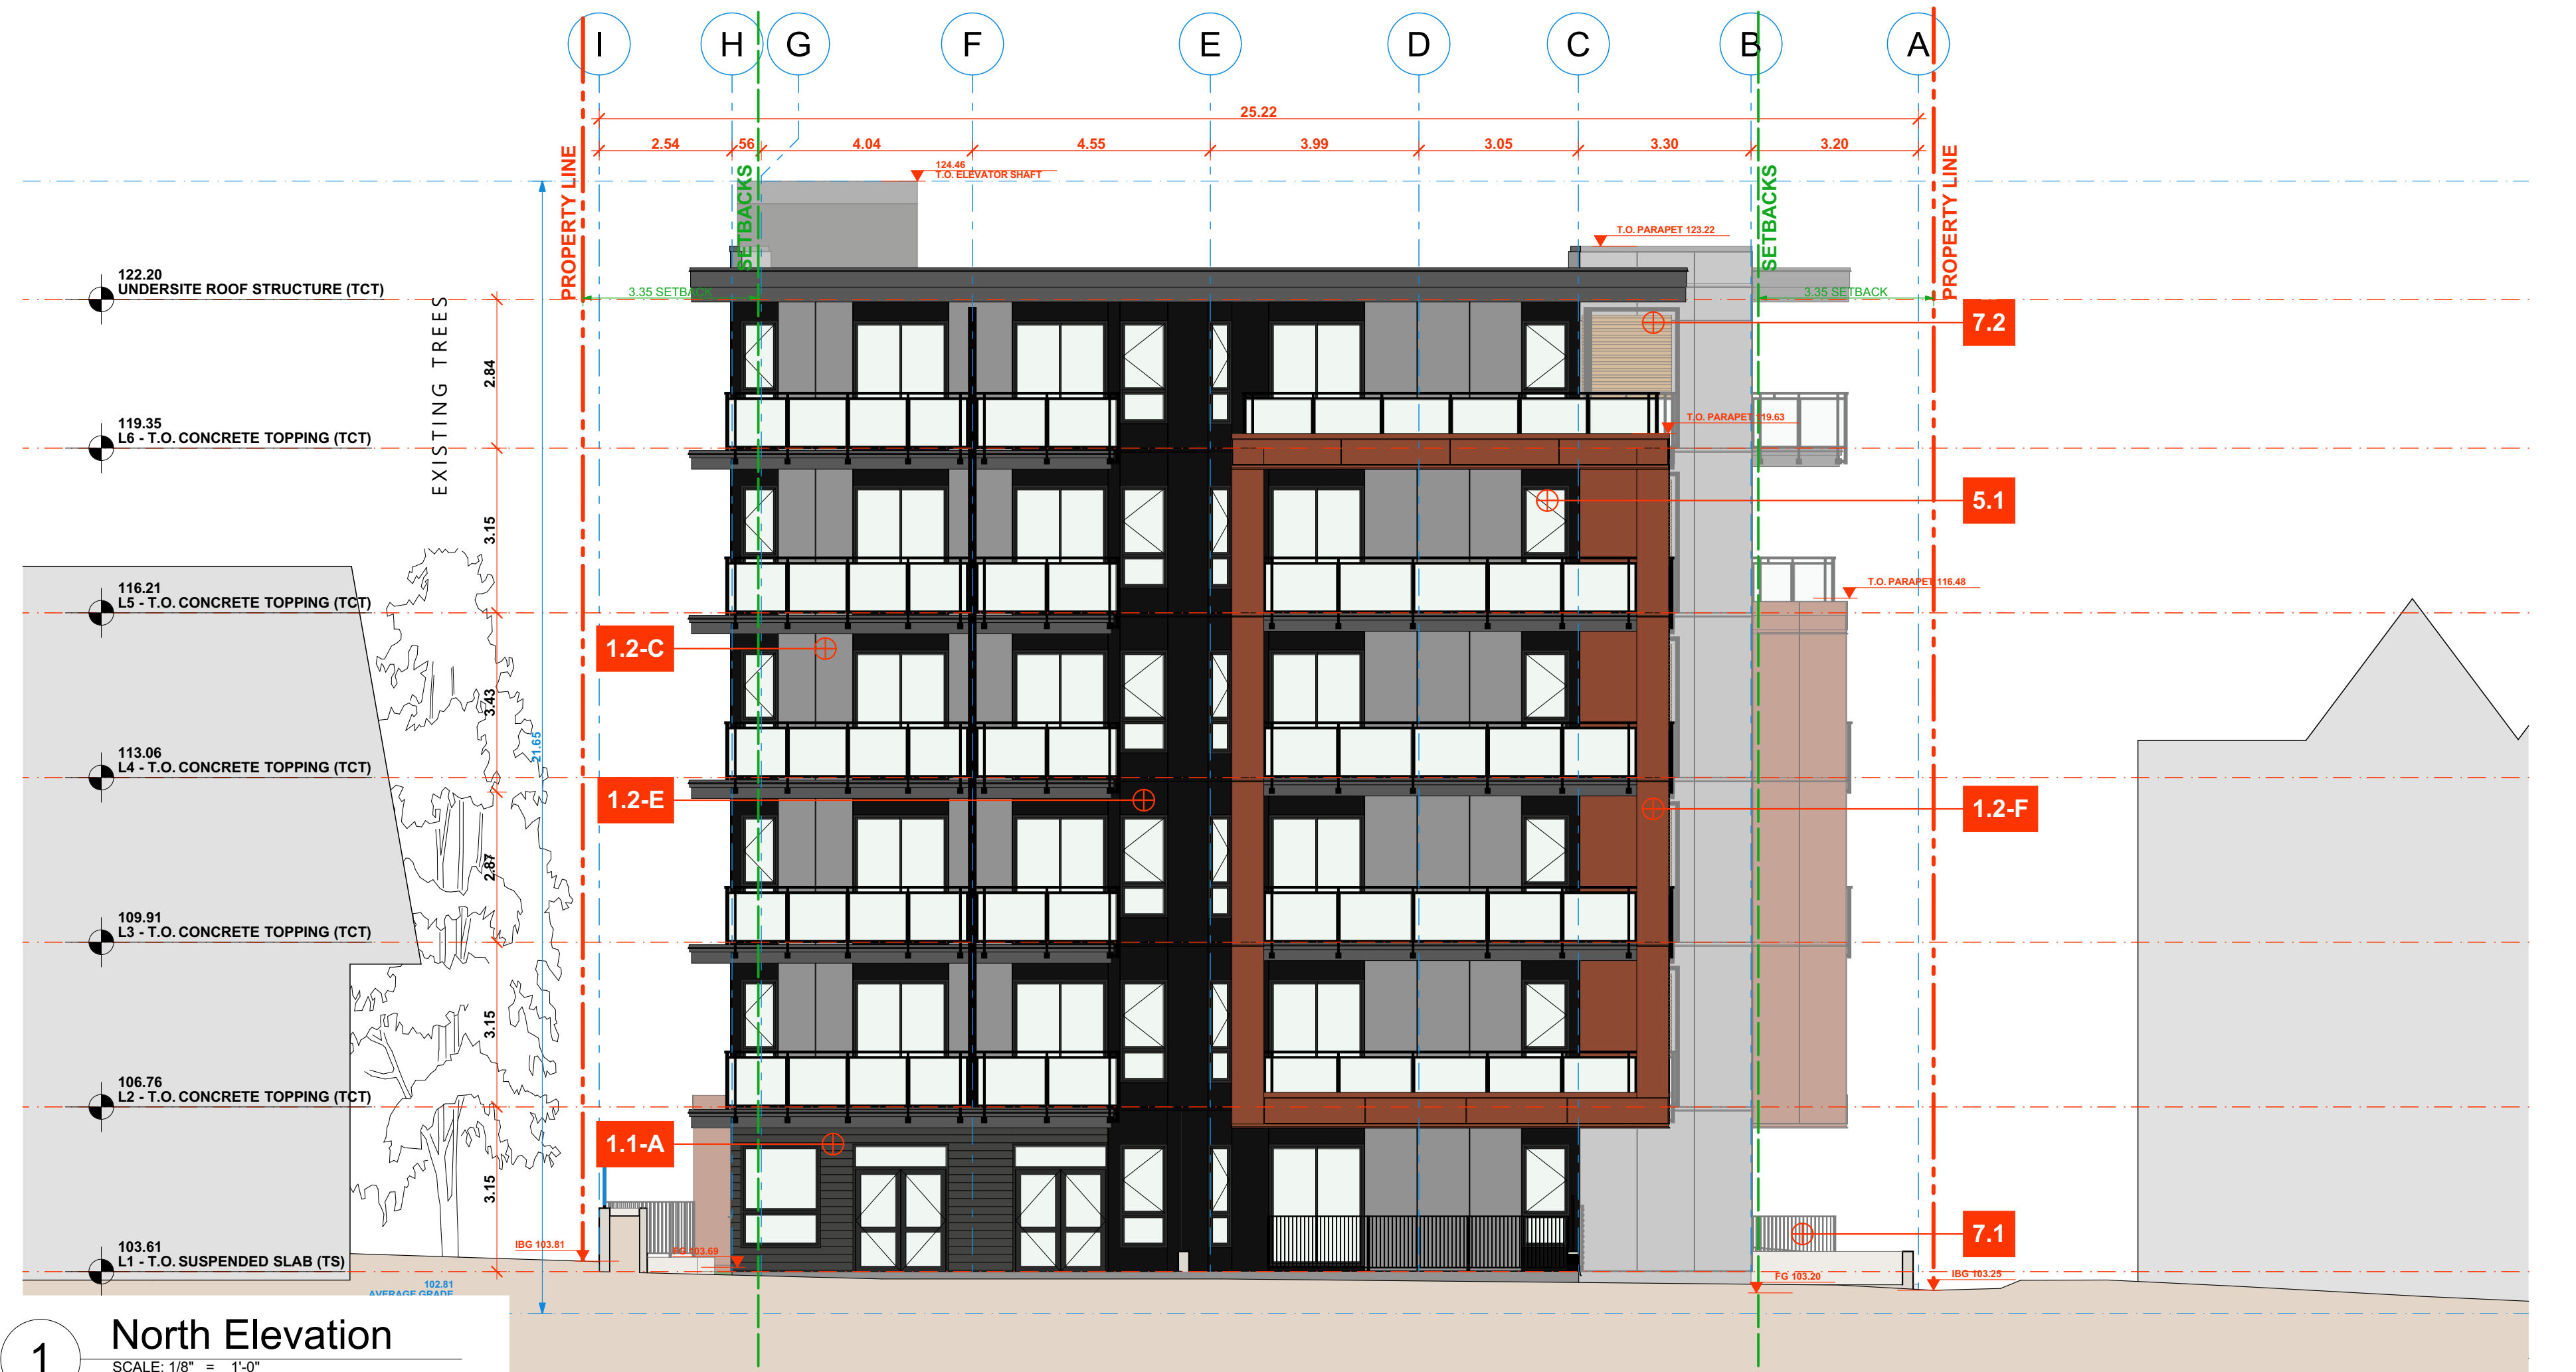 I H G F E D C B A
25.22
2.54 56 4.04 4.55 3.99 3.05 3.30 3.20
PROPERTY LINE
SETBACKS
124.46
T.O. ELEVATOR SHAFT
T.O. PARAPET 123.22
SETBACKS
PROPERTY LINE
122.20
UNDERSITE ROOF STRUCTURE (TCT)
3.35 SETBACK
3.35 SETBACK
7.2
EXISTING TREES
2.84
119.35
L6 - T.O. CONCRETE TOPPING (TCT)
T.O. PARAPET 119.63
5.1
3.15
116.21
L5 - T.O. CONCRETE TOPPING (TCT)
T.O. PARAPET 116.48
1.2-C
3.43
21.65
113.06
L4 - T.O. CONCRETE TOPPING (TCT)
1.2-E
1.2-F
2.87
109.91
L3 - T.O. CONCRETE TOPPING (TCT)
3.15
106.76
L2 - T.O. CONCRETE TOPPING (TCT)
1.1-A
3.15
7.1
103.61
L1 - T.O. SUSPENDED SLAB (TS)
IBG 103.81
FG 103.69
FG 103.20
IBG 103.25
102.81
AVERAGE GRADE
1
North Elevation
SCALE: 1/8" = 1'-0"